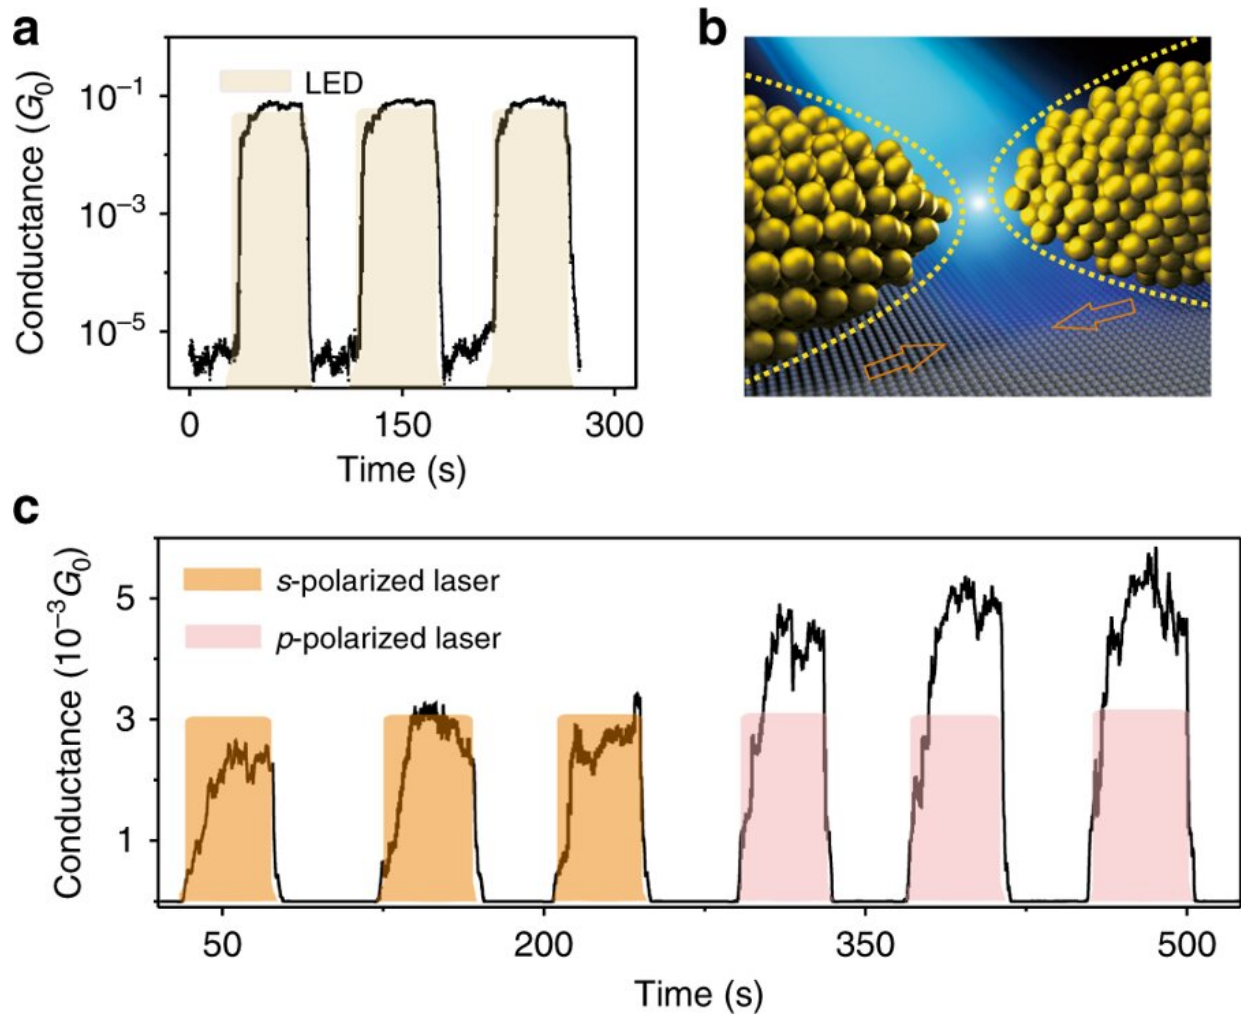 a
LED
Conductance (G₀)
10⁻¹
10⁻³
10⁻⁵
0
150
300
Time (s)
b
c
s-polarized laser
p-polarized laser
Conductance (10⁻³G₀)
5
3
1
50
200
350
500
Time (s)